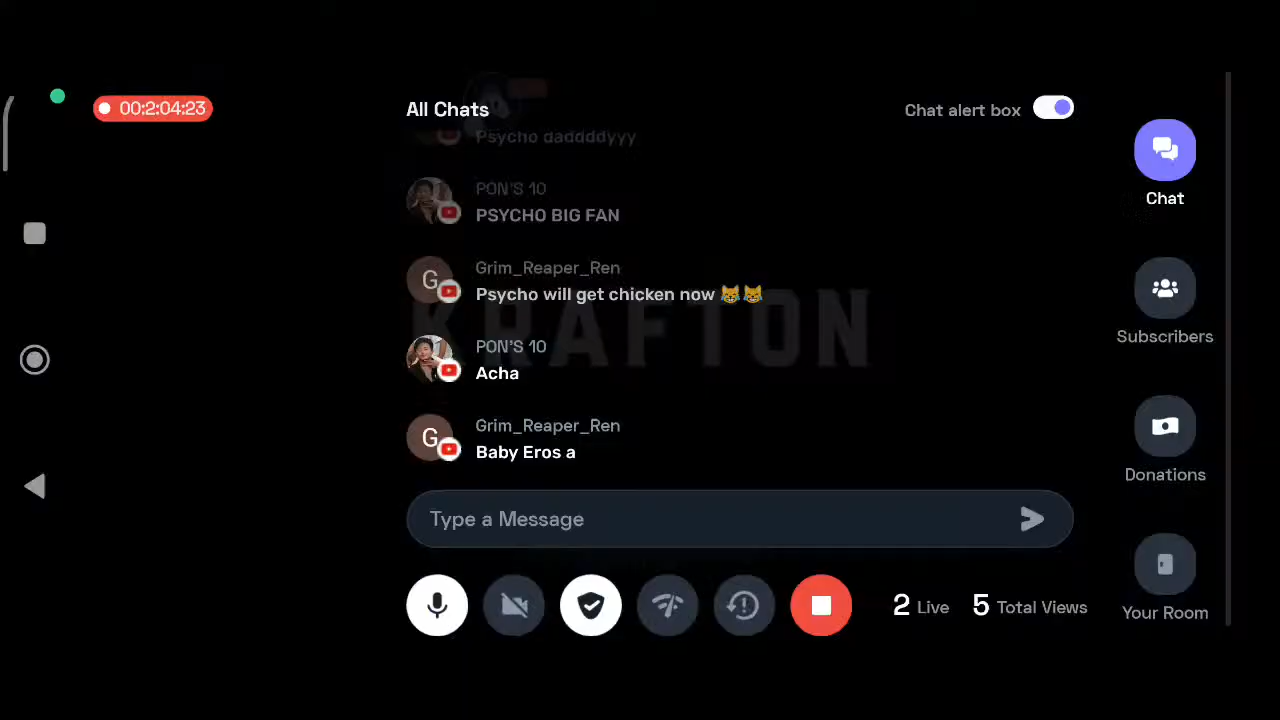 00:2:04:23
All Chats
Chat alert box
Psycho dadddyyy
PON'S 10
PSYCHO BIG FAN
Grim_Reaper_Ren
G
Psycho will get chicken now 😹😹
KRAFTON
PON'S 10
Acha
Grim_Reaper_Ren
G
Baby Eros a
Type a Message
2 Live 5 Total Views
Chat
Subscribers
Donations
Your Room